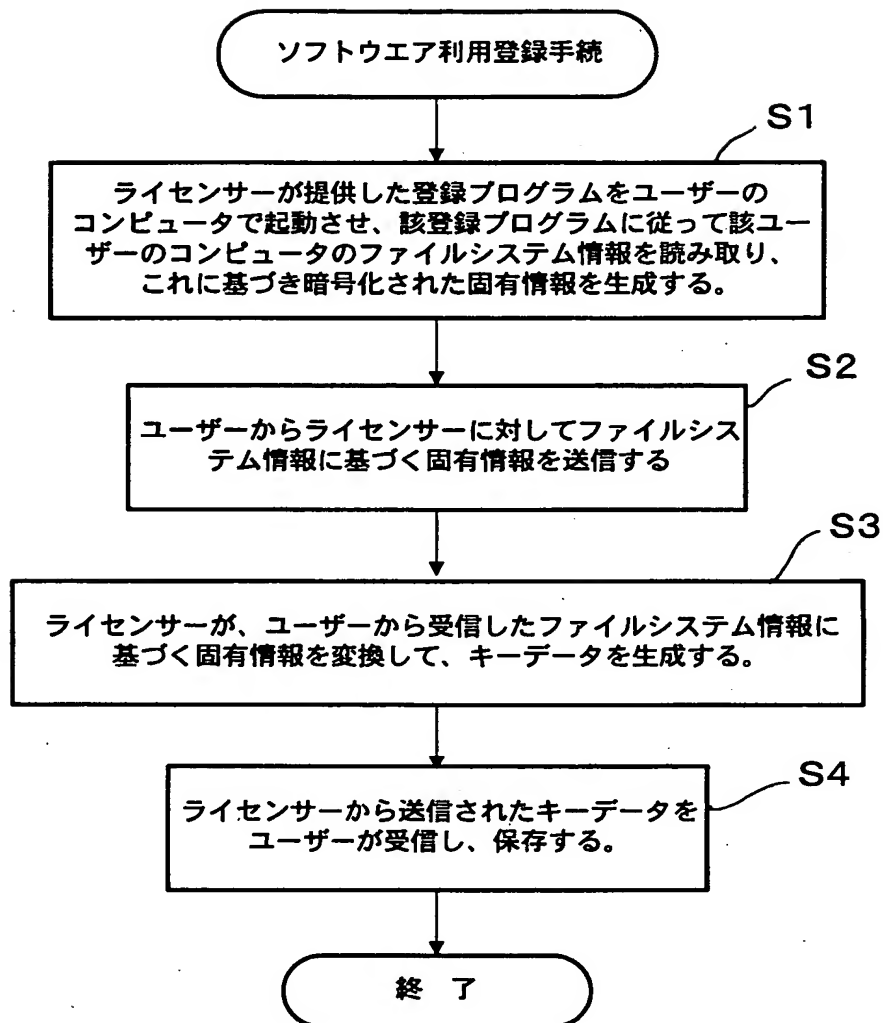 ソフトウエア利用登録手続
S1
ライセンサーが提供した登録プログラムをユーザーの
コンピュータで起動させ、該登録プログラムに従って該ユー
ザーのコンピュータのファイルシステム情報を読み取り、
これに基づき暗号化された固有情報を生成する。
S2
ユーザーからライセンサーに対してファイルシス
テム情報に基づく固有情報を送信する
S3
ライセンサーが、ユーザーから受信したファイルシステム情報に
基づく固有情報を変換して、キーデータを生成する。
S4
ライセンサーから送信されたキーデータを
ユーザーが受信し、保存する。
終 了